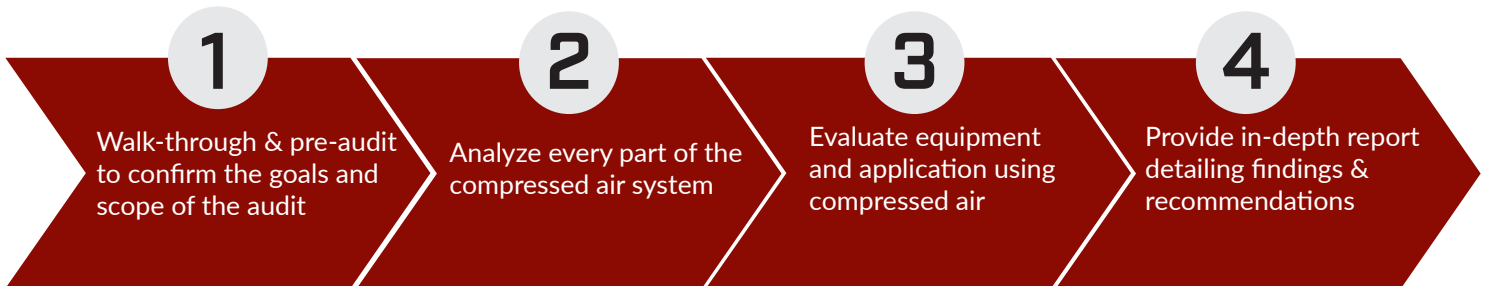 1
Walk-through & pre-audit
to confirm the goals and
scope of the audit
2
Analyze every part of the
compressed air system
3
Evaluate equipment
and application using
compressed air
4
Provide in-depth report
detailing findings &
recommendations